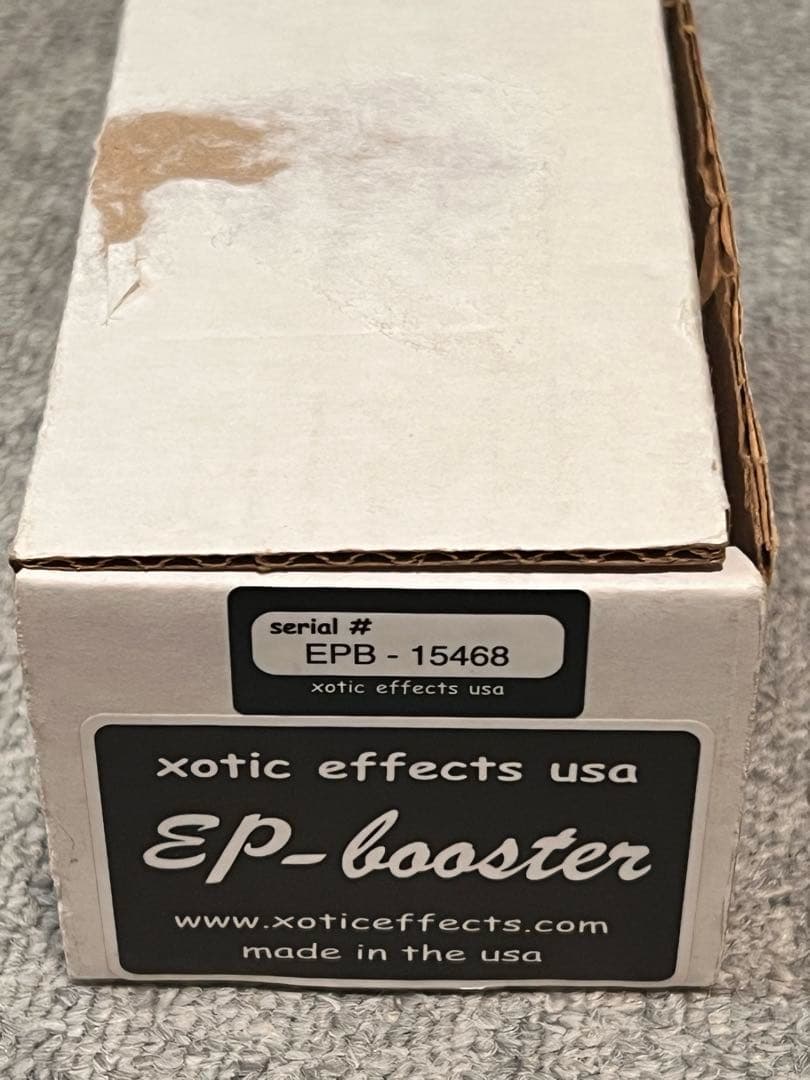 serial #
EPB - 15468
xotic effects usa
xotic effects usa
EP-booster
www.xoticeffects.com
made in the usa